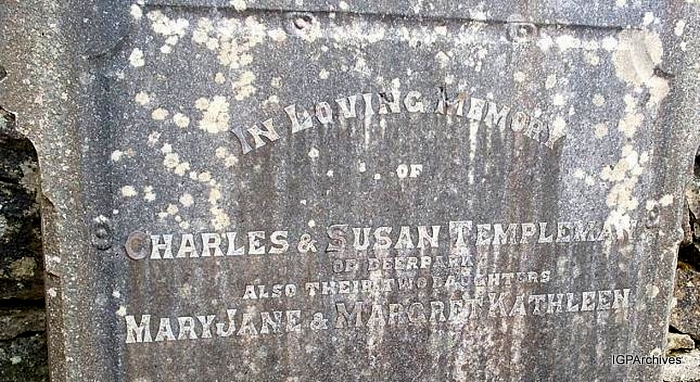 IN LOVING MEMORY
OF
CHARLES & SUSAN TEMPLEMAN
OF DEERPARK
ALSO THEIR TWO DAUGHTERS
MARY JANE & MARGRET KATHLEEN
IGPArchives